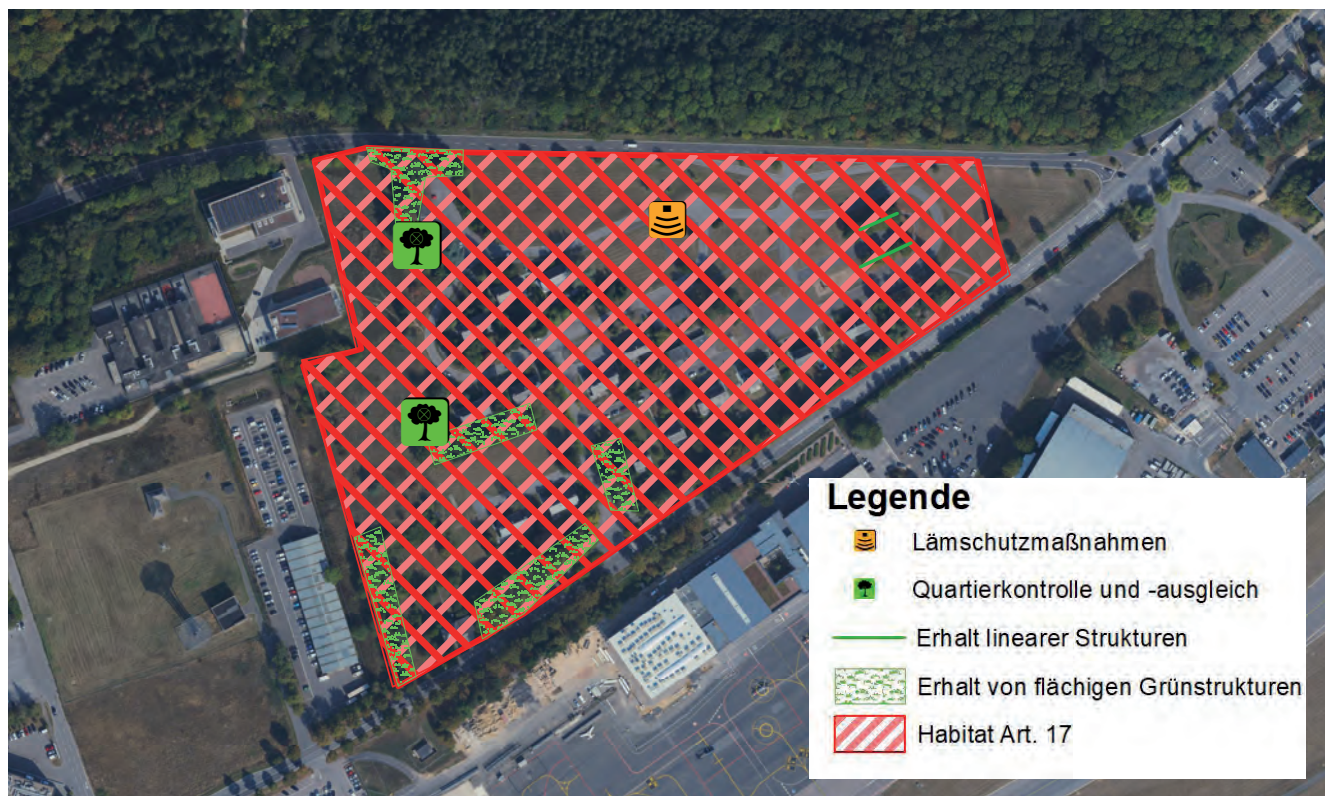 Legende
Lämschutzmaßnahmen
Quartierkontrolle und -ausgleich
Erhalt linearer Strukturen
Erhalt von flächigen Grünstrukturen
Habitat Art. 17